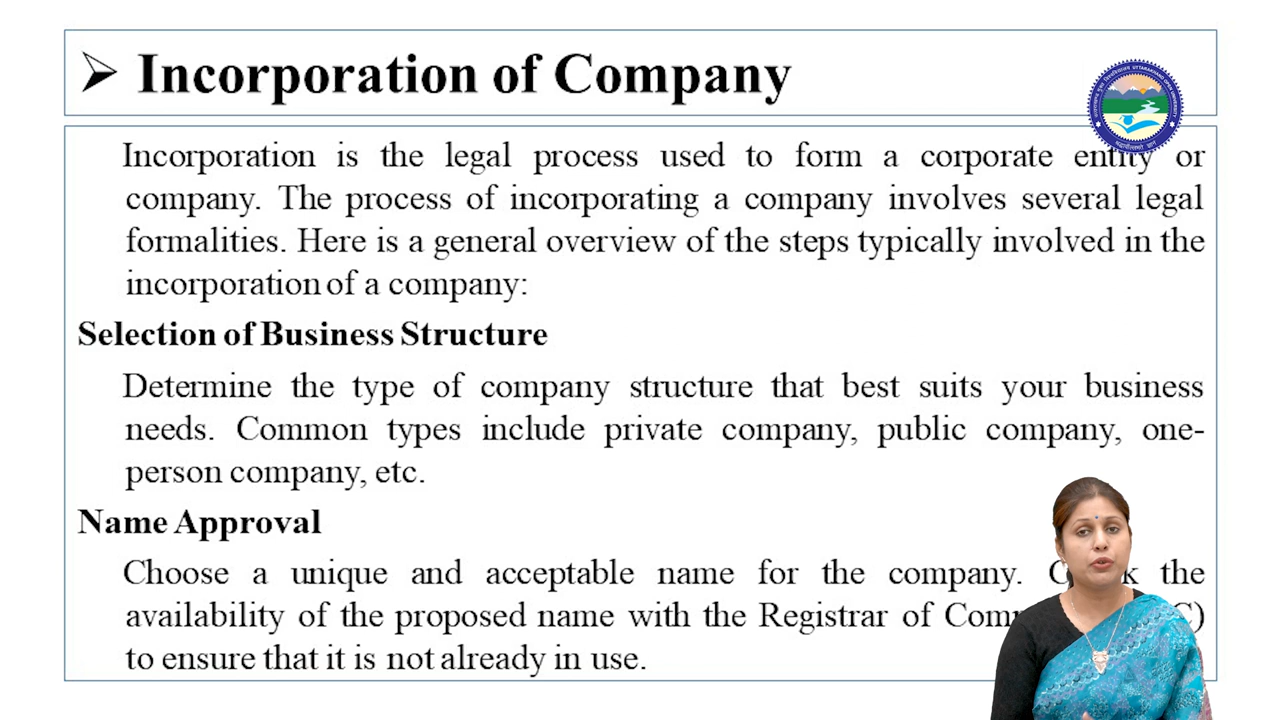 Incorporation of Company
Incorporation is the legal process used to form a corporate entity or
company. The process of incorporating a company involves several legal
formalities. Here is a general overview of the steps typically involved in the
incorporation of a company:
Selection of Business Structure
Determine the type of company structure that best suits your business
needs. Common types include private company, public company, one-
person company, etc.
Name Approval
Choose a unique and acceptable name for the company. the
availability of the proposed name with the Registrar of
to ensure that it is not already in use.